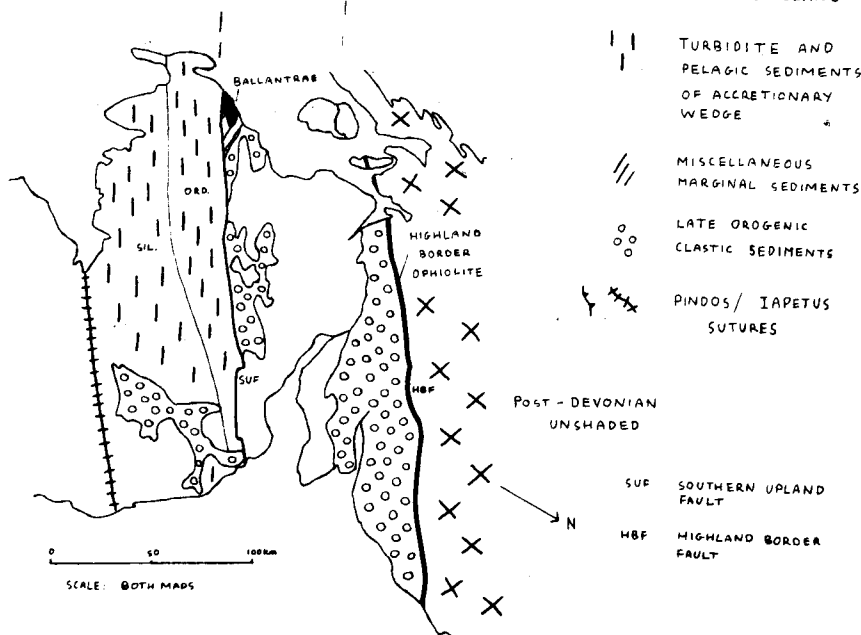 TURBIDITE AND
PELAGIC SEDIMENTS
OF ACCRETIONARY
WEDGE
MISCELLANEOUS
MARGINAL SEDIMENTS
LATE OROGENIC
CLASTIC SEDIMENTS
PINDOS/ IAPETUS
SUTURES
POST-DEVONIAN
UNSHADED
SUF SOUTHERN UPLAND
FAULT
HBF HIGHLAND BORDER
FAULT
BALLANTRAE
ORD.
SIL.
HIGHLAND
BORDER
OPHIOLITE
SUF
HBF
N
0 50 100km
SCALE: BOTH MAPS